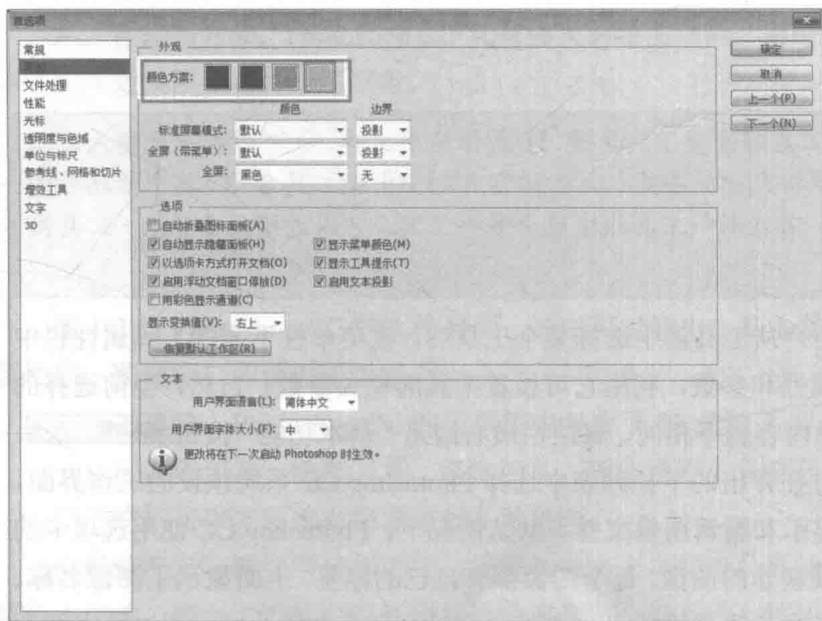 首选项
常规
文件处理
性能
光标
透明度与色域
单位与标尺
参考线、网格和切片
增效工具
文字
3D
外观
颜色方案:
颜色 边界
标准屏幕模式: 默认 投影
全屏（带菜单）: 默认 投影
全屏: 黑色 无
选项
自动折叠图标面板(A)
自动显示隐藏面板(H) 显示菜单颜色(M)
以选项卡方式打开文档(O) 显示工具提示(T)
启用浮动文档窗口停放(D) 启用文本投影
用彩色显示通道(C)
显示变换值(V): 右上
恢复默认工作区(R)
文本
用户界面语言(L): 简体中文
用户界面字体大小(F): 中
更改将在下一次启动 Photoshop 时生效。
确定
取消
上一个(P)
下一个(N)